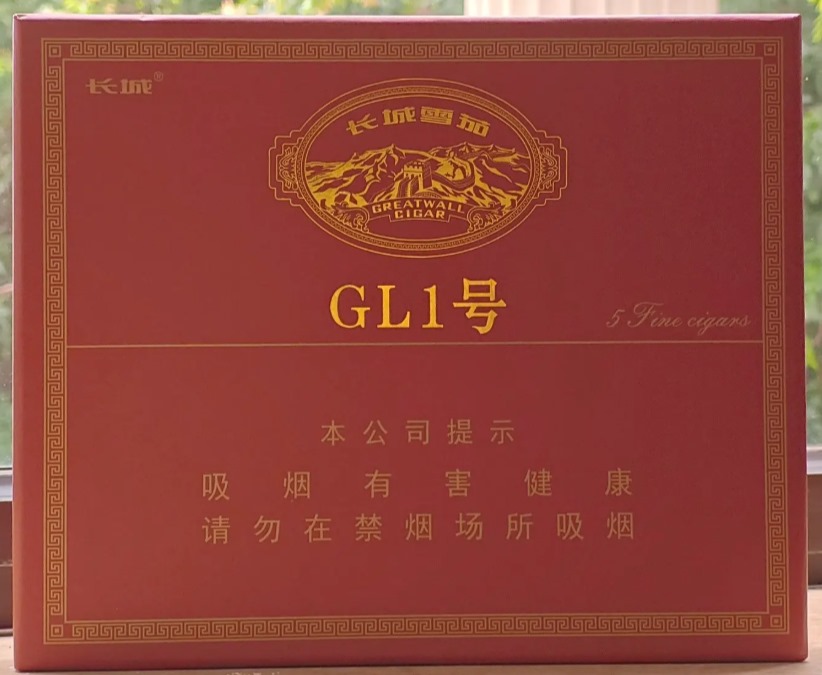 长城®
长城雪茄
GREATWALL
CIGAR
GL1号
5 Fine cigars
本公司提示
吸烟有害健康
请勿在禁烟场所吸烟